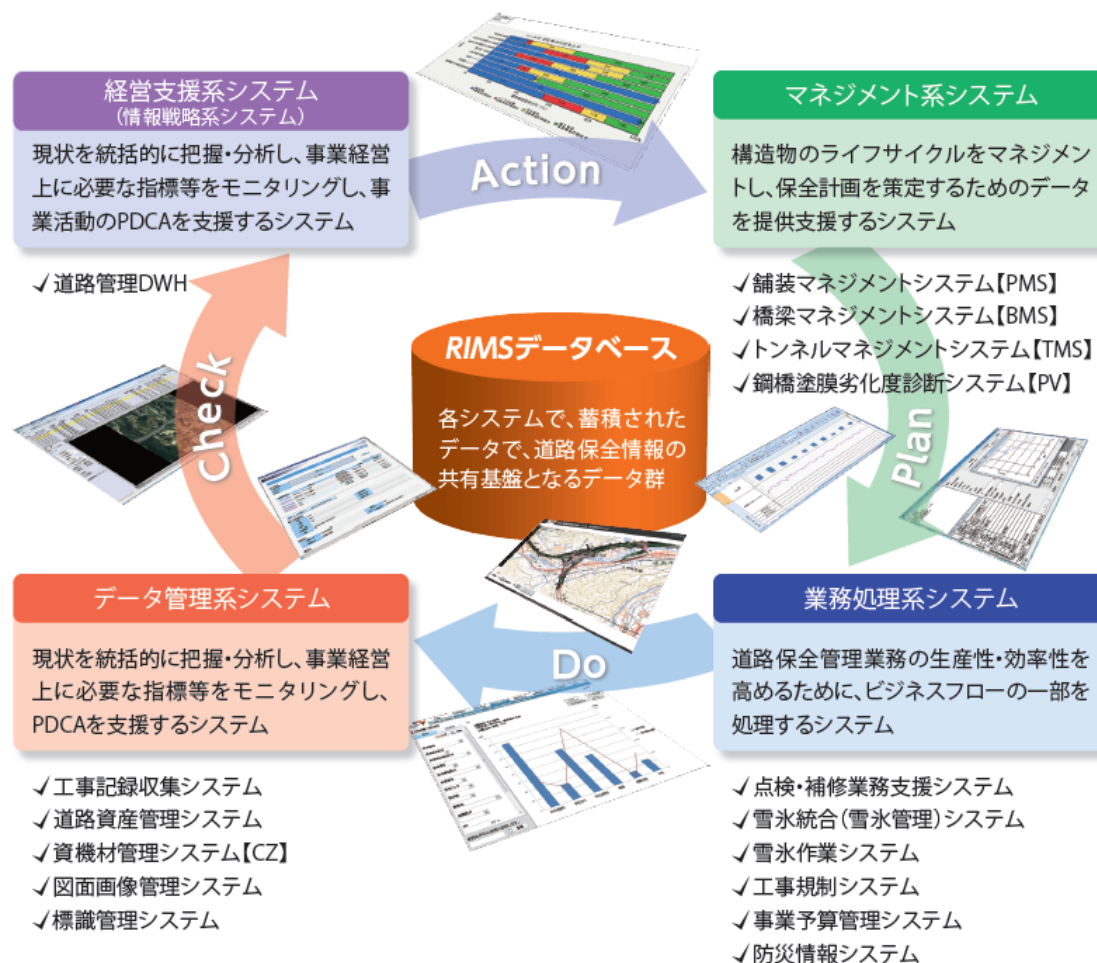 経営支援系システム
(情報戦略系システム)
現状を統括的に把握・分析し、事業経営
上に必要な指標等をモニタリングし、事
業活動のPDCAを支援するシステム
✓道路管理DWH
Action
マネジメント系システム
構造物のライフサイクルをマネジメン
トし、保全計画を策定するためのデータ
を提供支援するシステム
✓舗装マネジメントシステム【PMS】
✓橋梁マネジメントシステム【BMS】
✓トンネルマネジメントシステム【TMS】
✓鋼橋塗膜劣化度診断システム【PV】
Check
RIMSデータベース
各システムで、蓄積された
データで、道路保全情報の
共有基盤となるデータ群
Plan
データ管理系システム
現状を統括的に把握・分析し、事業経営
上に必要な指標等をモニタリングし、
PDCAを支援するシステム
✓工事記録収集システム
✓道路資産管理システム
✓資機材管理システム【CZ】
✓図面画像管理システム
✓標識管理システム
Do
業務処理系システム
道路保全管理業務の生産性・効率性を
高めるために、ビジネスフローの一部を
処理するシステム
✓点検・補修業務支援システム
✓雪氷統合(雪氷管理)システム
✓雪氷作業システム
✓工事規制システム
✓事業予算管理システム
✓防災情報システム